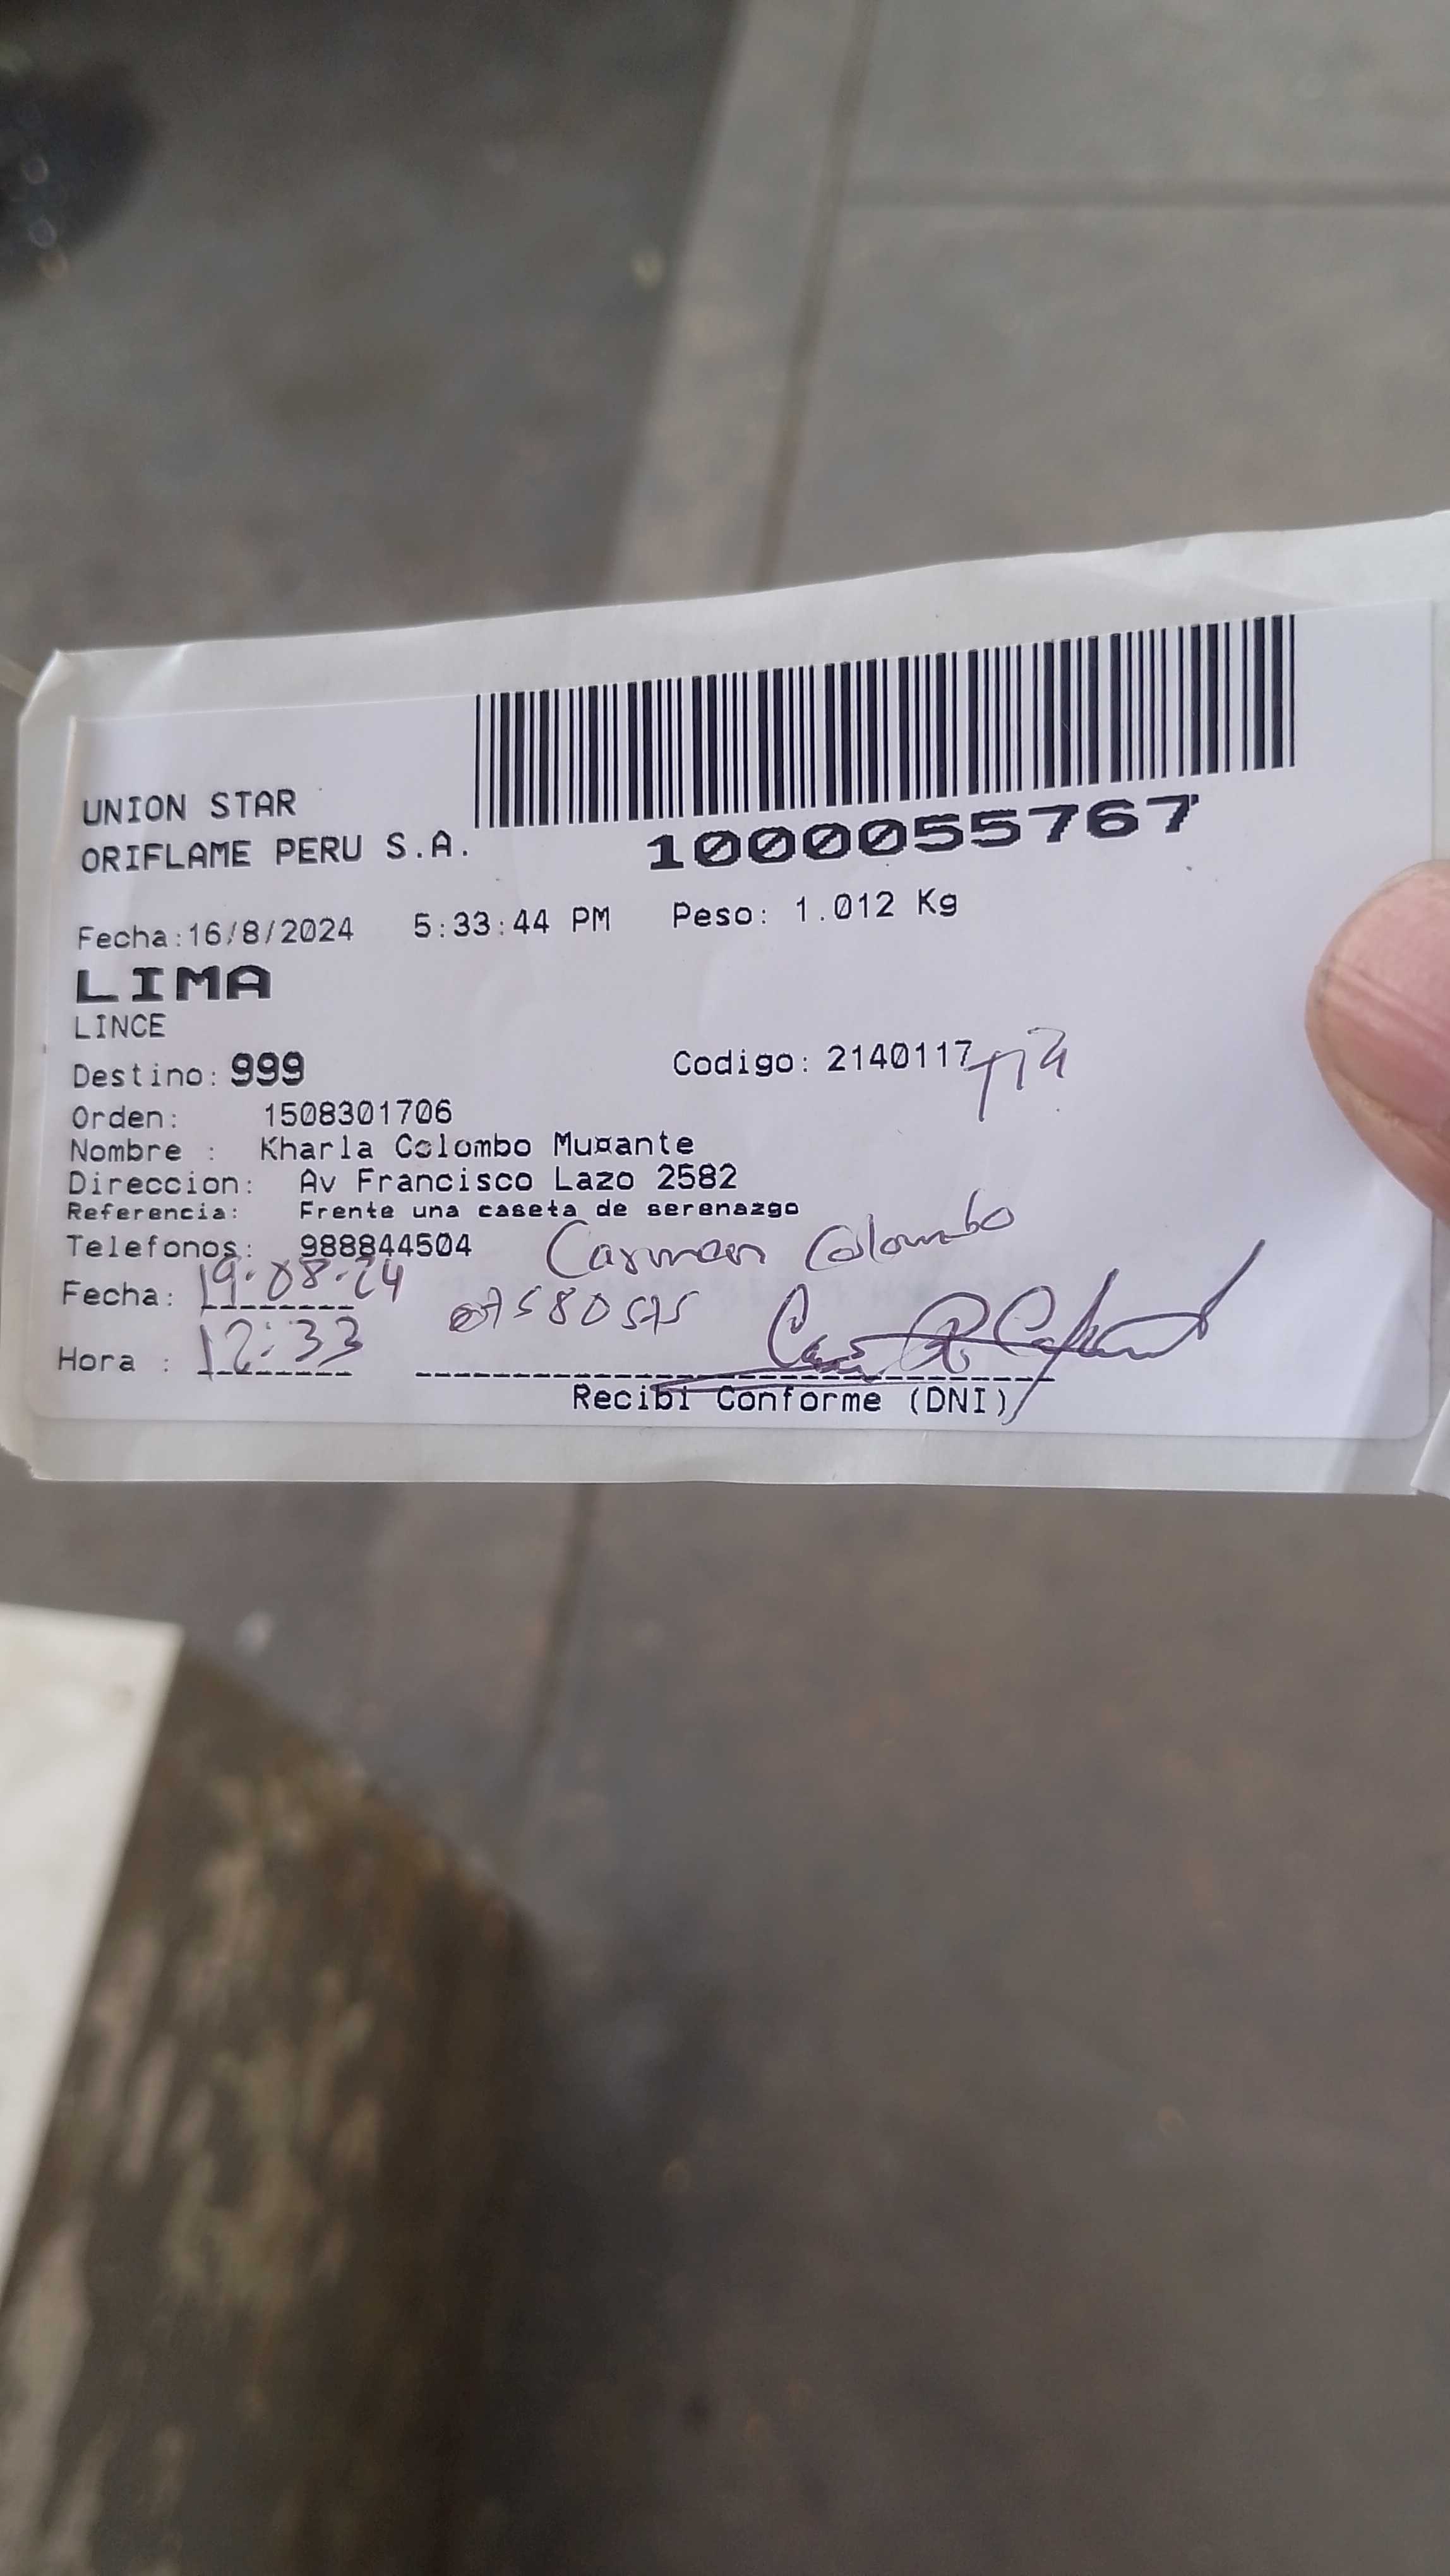 UNION STAR
ORIFLAME PERU S.A.
1000055767
Fecha:16/8/2024 5:33:44 PM Peso: 1.012 Kg
LIMA
LINCE
Destino: 999 Codigo: 2140117
Orden: 1508301706
Nombre : Kharla Colombo Muxante
Direccion: Av Francisco Lazo 2582
Referencia: Frente una caseta de serenazgo
Telefonos: 988844504 Carmen Colombo
Fecha: 19-08-24 07580575
Hora : 12:33
Recibi Conforme (DNI)